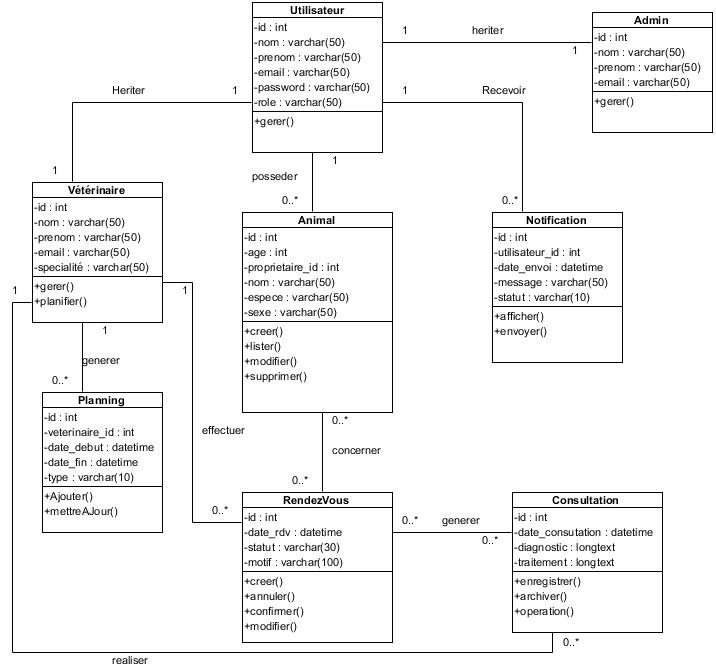 Utilisateur
-id : int
-nom : varchar(50)
-prenom : varchar(50)
-email : varchar(50)
-password : varchar(50)
-role : varchar(50)
+gerer()
Admin
-id : int
-nom : varchar(50)
-prenom : varchar(50)
-email : varchar(50)
+gerer()
1
heriter
1
Heriter
1
1
1
Recevoir
0..*
1
posseder
0..*
Vétérinaire
-id : int
-nom : varchar(50)
-prenom : varchar(50)
-email : varchar(50)
-specialité : varchar(50)
+gerer()
+planifier()
Animal
-id : int
-age : int
-proprietaire_id : int
-nom : varchar(50)
-espece : varchar(50)
-sexe : varchar(50)
+creer()
+lister()
+modifier()
+supprimer()
Notification
-id : int
-utilisateur_id : int
-date_envoi : datetime
-message : varchar(50)
-statut : varchar(10)
+afficher()
+envoyer()
1
1
1
generer
0..*
Planning
-id : int
-veterinaire_id : int
-date_debut : datetime
-date_fin : datetime
-type : varchar(10)
+Ajouter()
+mettreAJour()
effectuer
0..*
0..*
concerner
0..*
RendezVous
-id : int
-date_rdv : datetime
-statut : varchar(30)
-motif : varchar(100)
+creer()
+annuler()
+confirmer()
+modifier()
0..*
generer
0..*
Consultation
-id : int
-date_consutation : datetime
-diagnostic : longtext
-traitement : longtext
+enregistrer()
+archiver()
+operation()
0..*
realiser